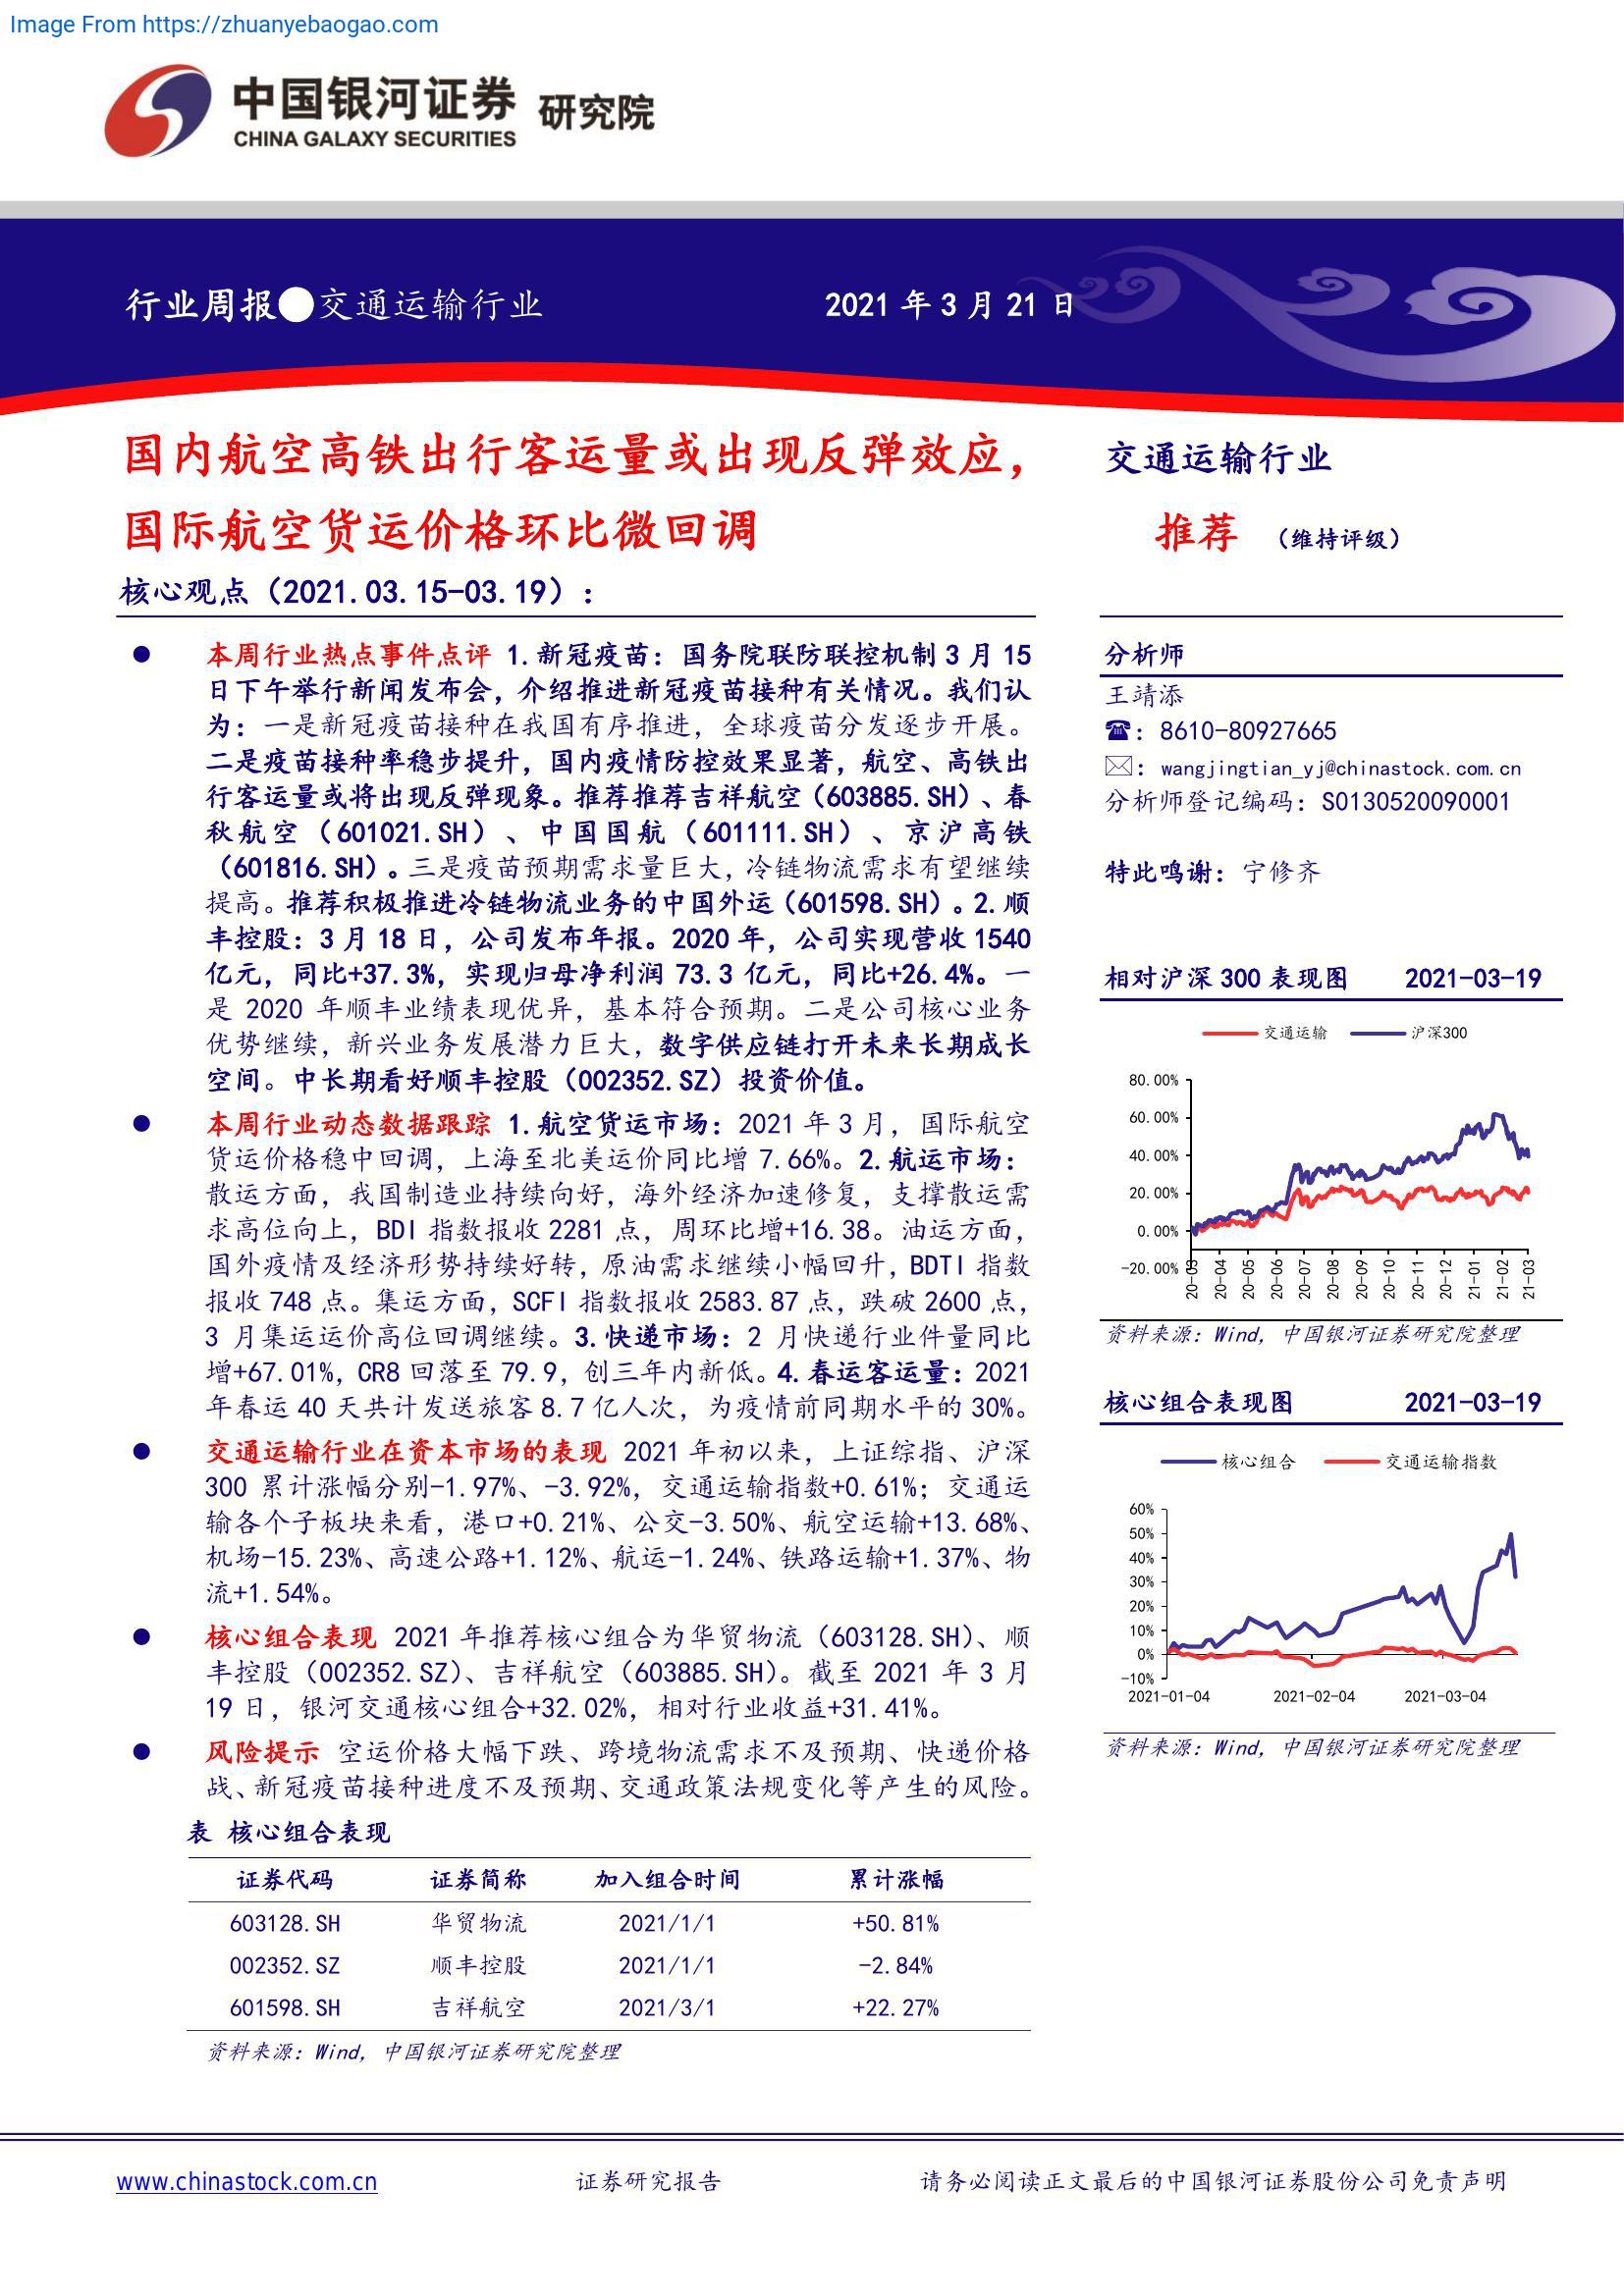 Image From https://zhuanyebaogao.com
中国银河证券 研究院
CHINA GALAXY SECURITIES
行业周报●交通运输行业
2021 年 3 月 21 日
国内航空高铁出行客运量或出现反弹效应，
国际航空货运价格环比微回调
核心观点（2021.03.15-03.19）：
● 本周行业热点事件点评 1.新冠疫苗：国务院联防联控机制 3 月 15
日下午举行新闻发布会，介绍推进新冠疫苗接种有关情况。我们认
为：一是新冠疫苗接种在我国有序推进，全球疫苗分发逐步开展。
二是疫苗接种率稳步提升，国内疫情防控效果显著，航空、高铁出
行客运量或将出现反弹现象。推荐推荐吉祥航空（603885.SH）、春
秋航空（601021.SH）、中国国航（601111.SH）、京沪高铁
（601816.SH）。三是疫苗预期需求量巨大，冷链物流需求有望继续
提高。推荐积极推进冷链物流业务的中国外运（601598.SH）。2.顺
丰控股：3 月 18 日，公司发布年报。2020 年，公司实现营收 1540
亿元，同比+37.3%，实现归母净利润 73.3 亿元，同比+26.4%。一
是 2020 年顺丰业绩表现优异，基本符合预期。二是公司核心业务
优势继续，新兴业务发展潜力巨大，数字供应链打开未来长期成长
空间。中长期看好顺丰控股（002352.SZ）投资价值。
● 本周行业动态数据跟踪 1.航空货运市场：2021 年 3 月，国际航空
货运价格稳中回调，上海至北美运价同比增 7.66%。2.航运市场：
散运方面，我国制造业持续向好，海外经济加速修复，支撑散运需
求高位向上，BDI 指数报收 2281 点，周环比增+16.38。油运方面，
国外疫情及经济形势持续好转，原油需求继续小幅回升，BDTI 指数
报收 748 点。集运方面，SCFI 指数报收 2583.87 点，跌破 2600 点，
3 月集运运价高位回调继续。3.快递市场：2 月快递行业件量同比
增+67.01%，CR8 回落至 79.9，创三年内新低。4.春运客运量：2021
年春运 40 天共计发送旅客 8.7 亿人次，为疫情前同期水平的 30%。
● 交通运输行业在资本市场的表现 2021 年初以来，上证综指、沪深
300 累计涨幅分别-1.97%、-3.92%，交通运输指数+0.61%；交通运
输各个子板块来看，港口+0.21%、公交-3.50%、航空运输+13.68%、
机场-15.23%、高速公路+1.12%、航运-1.24%、铁路运输+1.37%、物
流+1.54%。
● 核心组合表现 2021 年推荐核心组合为华贸物流（603128.SH）、顺
丰控股（002352.SZ）、吉祥航空（603885.SH）。截至 2021 年 3 月
19 日，银河交通核心组合+32.02%，相对行业收益+31.41%。
● 风险提示 空运价格大幅下跌、跨境物流需求不及预期、快递价格
战、新冠疫苗接种进度不及预期、交通政策法规变化等产生的风险。
表 核心组合表现
证券代码 证券简称 加入组合时间 累计涨幅
603128.SH 华贸物流 2021/1/1 +50.81%
002352.SZ 顺丰控股 2021/1/1 -2.84%
601598.SH 吉祥航空 2021/3/1 +22.27%
资料来源：Wind，中国银河证券研究院整理
交通运输行业
推荐 （维持评级）
分析师
王靖添
☎：8610-80927665
✉：wangjingtian_yj@chinastock.com.cn
分析师登记编码：S0130520090001
特此鸣谢：宁修齐
相对沪深 300 表现图 2021-03-19
交通运输 沪深300
80.00%
60.00%
40.00%
20.00%
0.00%
-20.00%
20-03 20-04 20-05 20-06 20-07 20-08 20-09 20-10 20-11 20-12 21-01 21-02 21-03
资料来源：Wind，中国银河证券研究院整理
核心组合表现图 2021-03-19
核心组合 交通运输指数
60%
50%
40%
30%
20%
10%
0%
-10%
2021-01-04 2021-02-04 2021-03-04
资料来源：Wind，中国银河证券研究院整理
www.chinastock.com.cn 证券研究报告 请务必阅读正文最后的中国银河证券股份公司免责声明